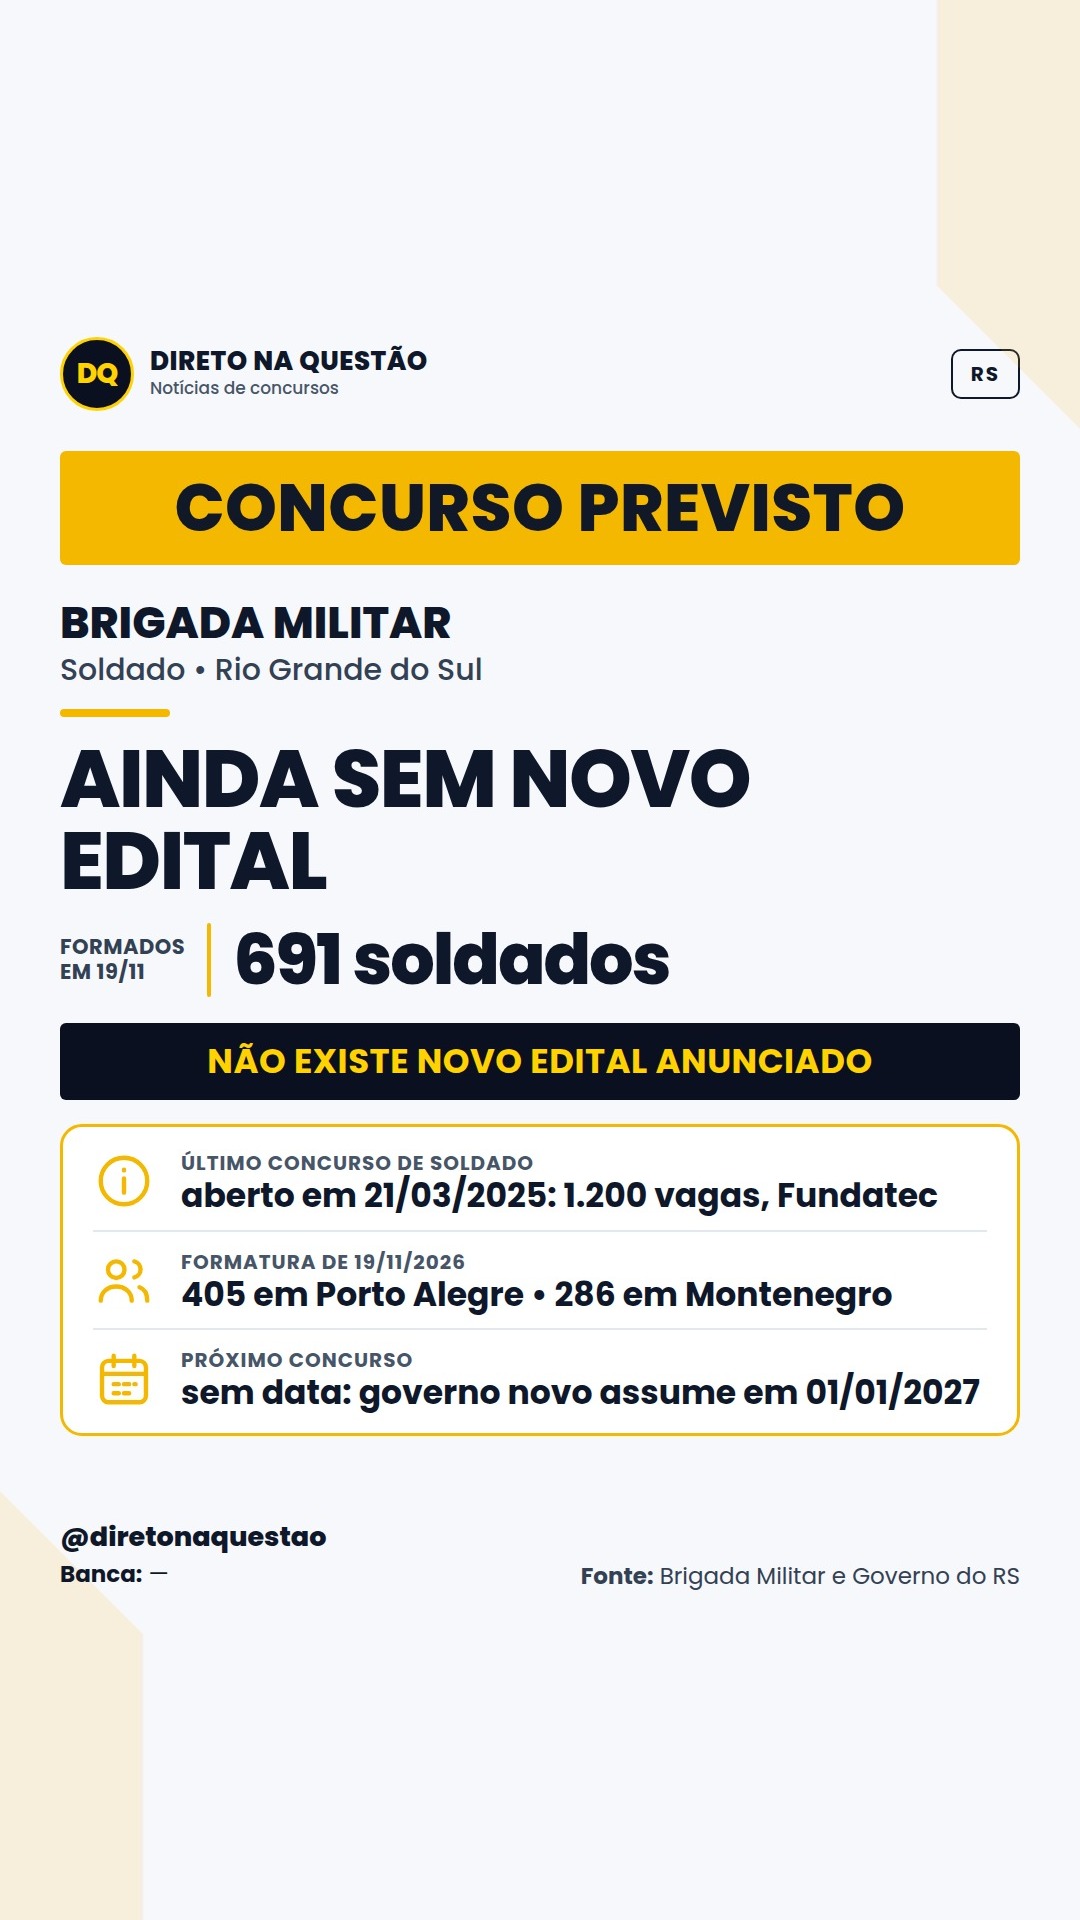 DQ
DIRETO NA QUESTÃO
Notícias de concursos
RS
CONCURSO PREVISTO
BRIGADA MILITAR
Soldado • Rio Grande do Sul
AINDA SEM NOVO
EDITAL
FORMADOS
EM 19/11
691 soldados
NÃO EXISTE NOVO EDITAL ANUNCIADO
ÚLTIMO CONCURSO DE SOLDADO
aberto em 21/03/2025: 1.200 vagas, Fundatec
FORMATURA DE 19/11/2026
405 em Porto Alegre • 286 em Montenegro
PRÓXIMO CONCURSO
sem data: governo novo assume em 01/01/2027
@diretonaquestao
Banca: —
Fonte: Brigada Militar e Governo do RS